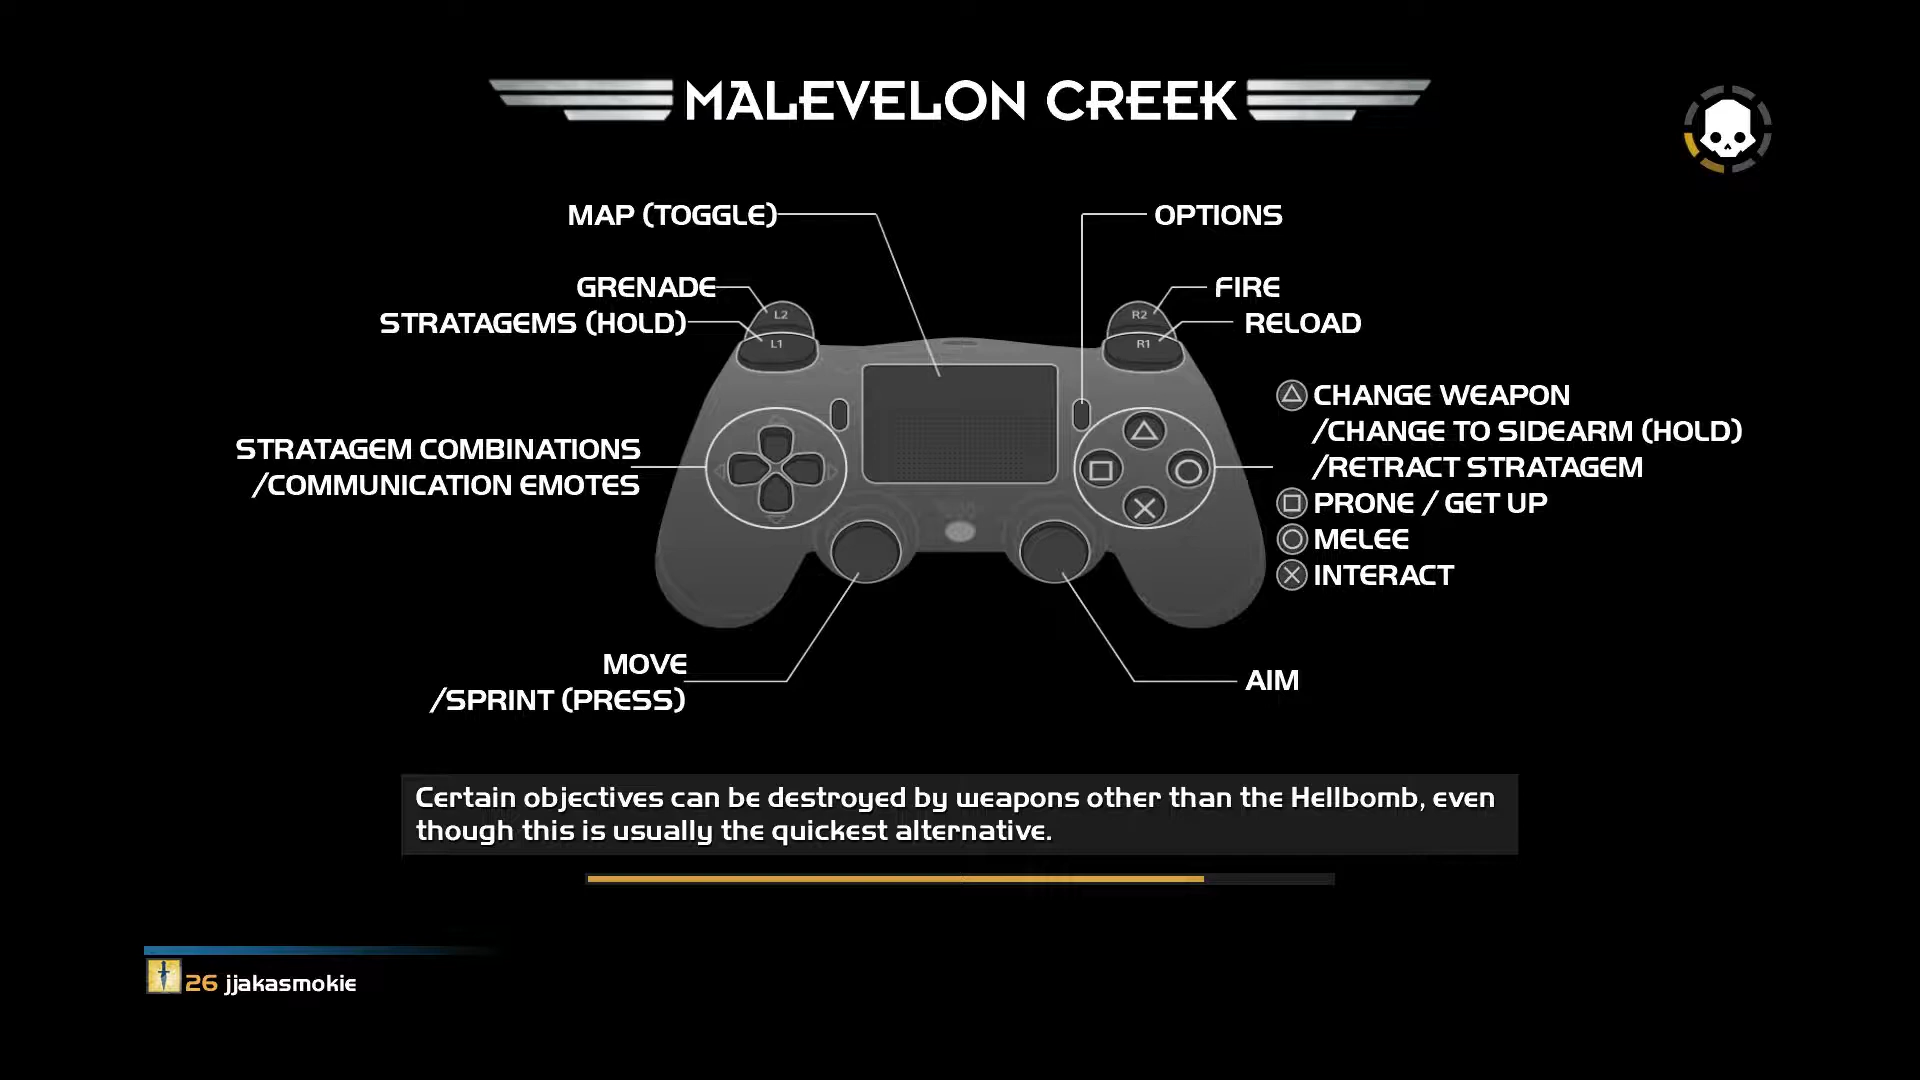 MALEVELON CREEK
MAP (TOGGLE)
OPTIONS
GRENADE
FIRE
STRATAGEMS (HOLD)
RELOAD
L2
L1
R2
R1
CHANGE WEAPON
/CHANGE TO SIDEARM (HOLD)
/RETRACT STRATAGEM
PRONE / GET UP
MELEE
INTERACT
STRATAGEM COMBINATIONS
/COMMUNICATION EMOTES
MOVE
/SPRINT (PRESS)
AIM
Certain objectives can be destroyed by weapons other than the Hellbomb, even
though this is usually the quickest alternative.
26 jjakasmokie